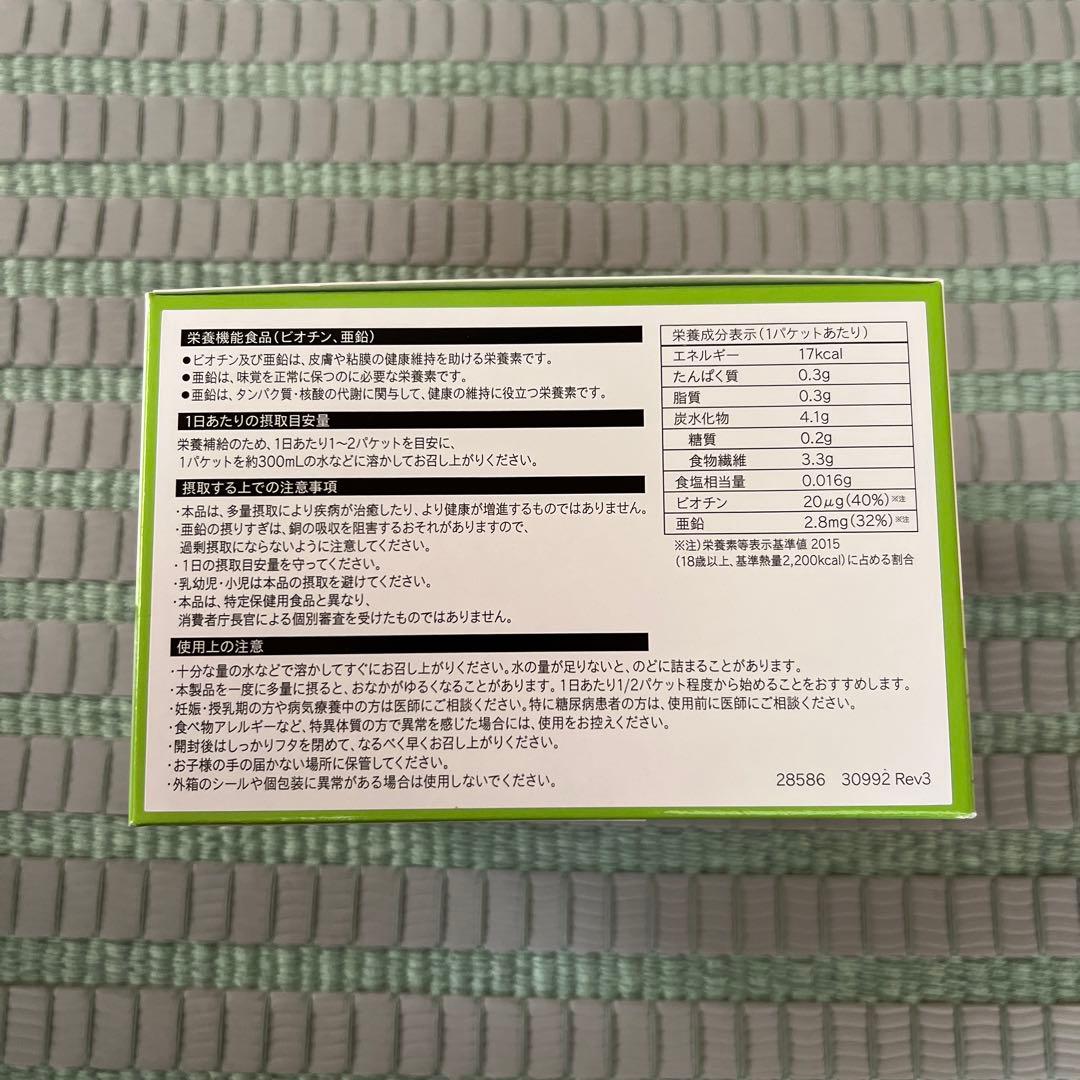 栄養機能食品(ビオチン、亜鉛)
●ビオチン及び亜鉛は、皮膚や粘膜の健康維持を助ける栄養素です。
●亜鉛は、味覚を正常に保つのに必要な栄養素です。
●亜鉛は、タンパク質・核酸の代謝に関与して、健康の維持に役立つ栄養素です。
1日あたりの摂取目安量
栄養補給のため、1日あたり1〜2パケットを目安に、
1パケットを約300mLの水などに溶かしてお召し上がりください。
摂取する上での注意事項
・本品は、多量摂取により疾病が治癒したり、より健康が増進するものではありません。
・亜鉛の摂りすぎは、銅の吸収を阻害するおそれがありますので、
過剰摂取にならないように注意してください。
・1日の摂取目安量を守ってください。
・乳幼児・小児は本品の摂取を避けてください。
・本品は、特定保健用食品と異なり、
消費者庁長官による個別審査を受けたものではありません。
栄養成分表示(1パケットあたり)
エネルギー 17kcal
たんぱく質 0.3g
脂質 0.3g
炭水化物 4.1g
糖質 0.2g
食物繊維 3.3g
食塩相当量 0.016g
ビオチン 20μg(40%)※注
亜鉛 2.8mg(32%)※注
※注)栄養素等表示基準値 2015
(18歳以上、基準熱量2,200kcal)に占める割合
使用上の注意
・十分な量の水などで溶かしてすぐにお召し上がりください。水の量が足りないと、のどに詰まることがあります。
・本製品を一度に多量に摂ると、おなかがゆるくなることがあります。1日あたり1/2パケット程度から始めることをおすすめします。
・妊娠・授乳期の方や病気療養中の方は医師にご相談ください。特に糖尿病患者の方は、使用前に医師にご相談ください。
・食べ物アレルギーなど、特異体質の方で異常を感じた場合には、使用をお控えください。
・開封後はしっかりフタを閉めて、なるべく早くお召し上がりください。
・お子様の手の届かない場所に保管してください。
・外箱のシールや個包装に異常がある場合は使用しないでください。
28586 30992 Rev3